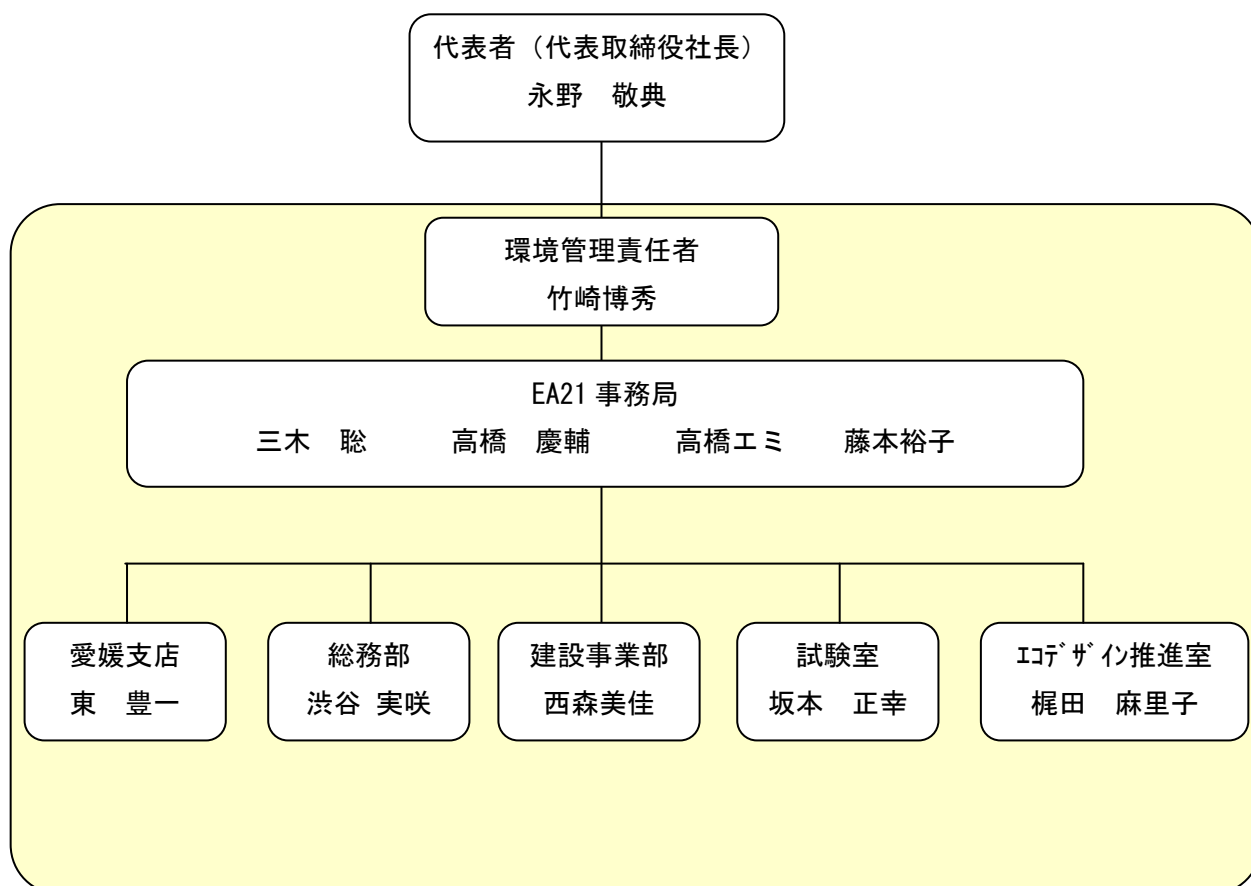 代表者（代表取締役社長）
永野　敬典
環境管理責任者
竹崎博秀
EA21 事務局
三木　聡　　高橋　慶輔　　高橋エミ　　藤本裕子
愛媛支店
東　豊一
総務部
渋谷 実咲
建設事業部
西森美佳
試験室
坂本　正幸
ｴｺﾃﾞｻﾞｲﾝ推進室
梶田　麻里子